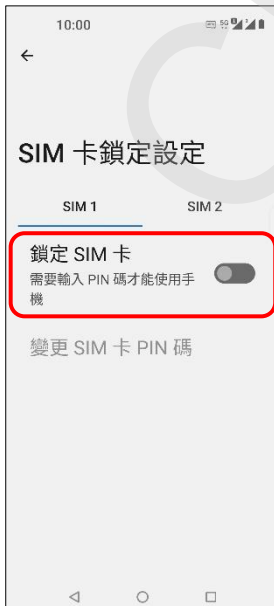 10:00
5G
SIM 卡鎖定設定
SIM 1 SIM 2
鎖定 SIM 卡
需要輸入 PIN 碼才能使用手
機
變更 SIM 卡 PIN 碼